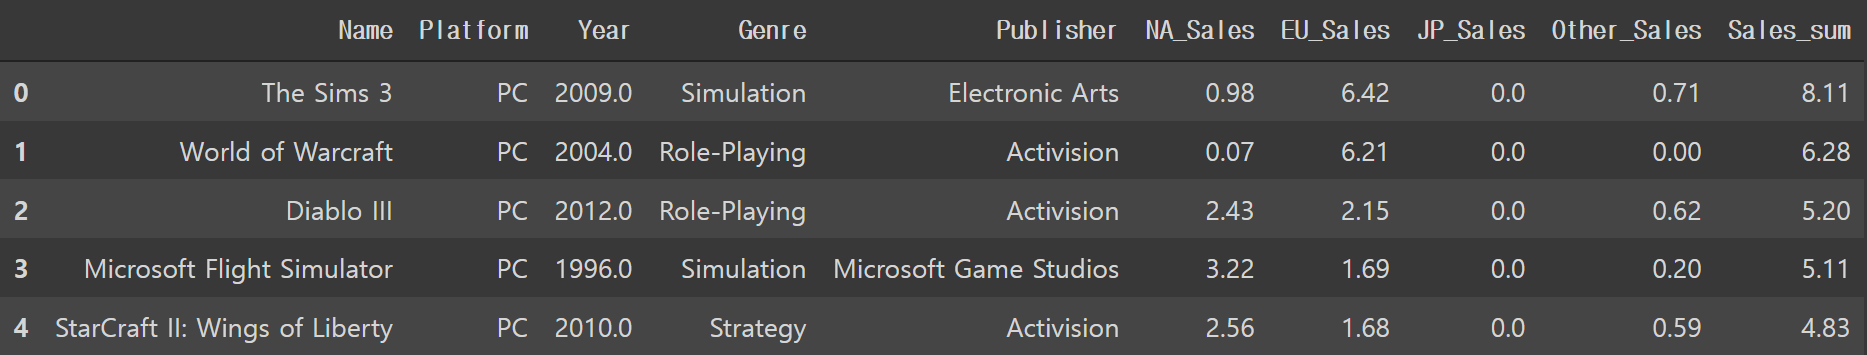 Name Platform Year Genre Publisher NA_Sales EU_Sales JP_Sales Other_Sales Sales_sum
0 The Sims 3 PC 2009.0 Simulation Electronic Arts 0.98 6.42 0.0 0.71 8.11
1 World of Warcraft PC 2004.0 Role-Playing Activision 0.07 6.21 0.0 0.00 6.28
2 Diablo III PC 2012.0 Role-Playing Activision 2.43 2.15 0.0 0.62 5.20
3 Microsoft Flight Simulator PC 1996.0 Simulation Microsoft Game Studios 3.22 1.69 0.0 0.20 5.11
4 StarCraft II: Wings of Liberty PC 2010.0 Strategy Activision 2.56 1.68 0.0 0.59 4.83